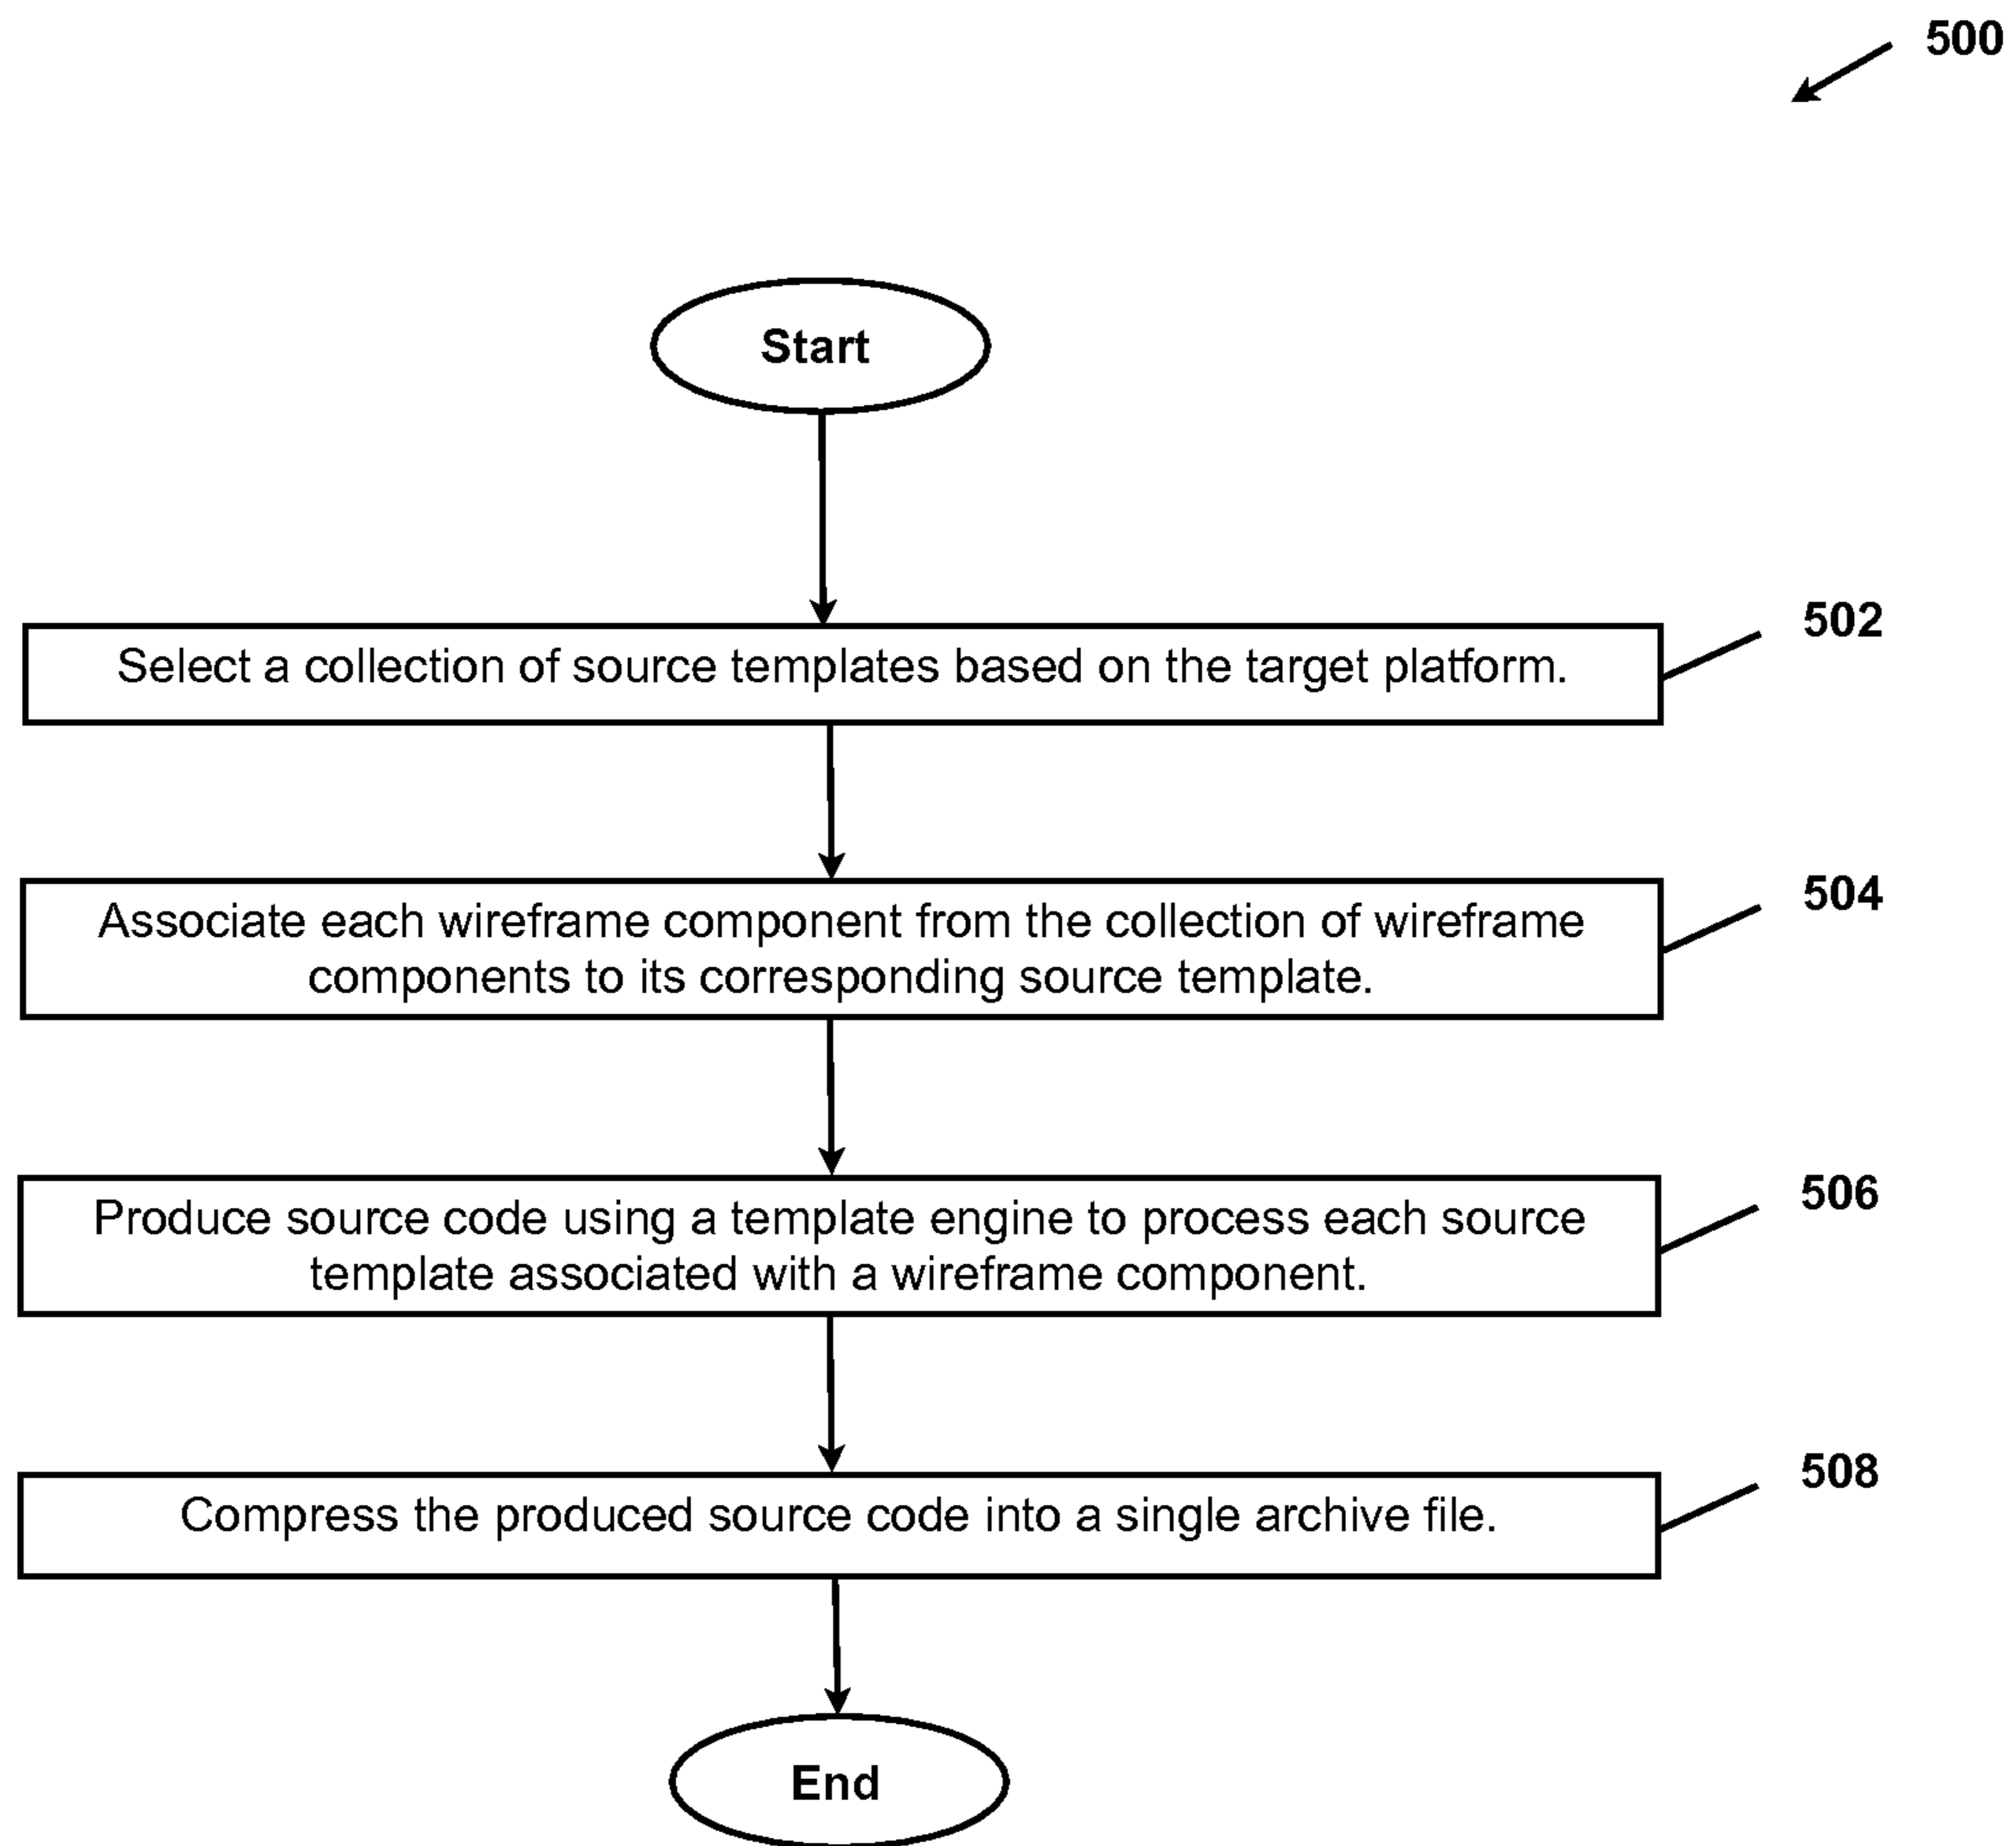 500
Start
502
Select a collection of source templates based on the target platform.
504
Associate each wireframe component from the collection of wireframe
components to its corresponding source template.
506
Produce source code using a template engine to process each source
template associated with a wireframe component.
508
Compress the produced source code into a single archive file.
End